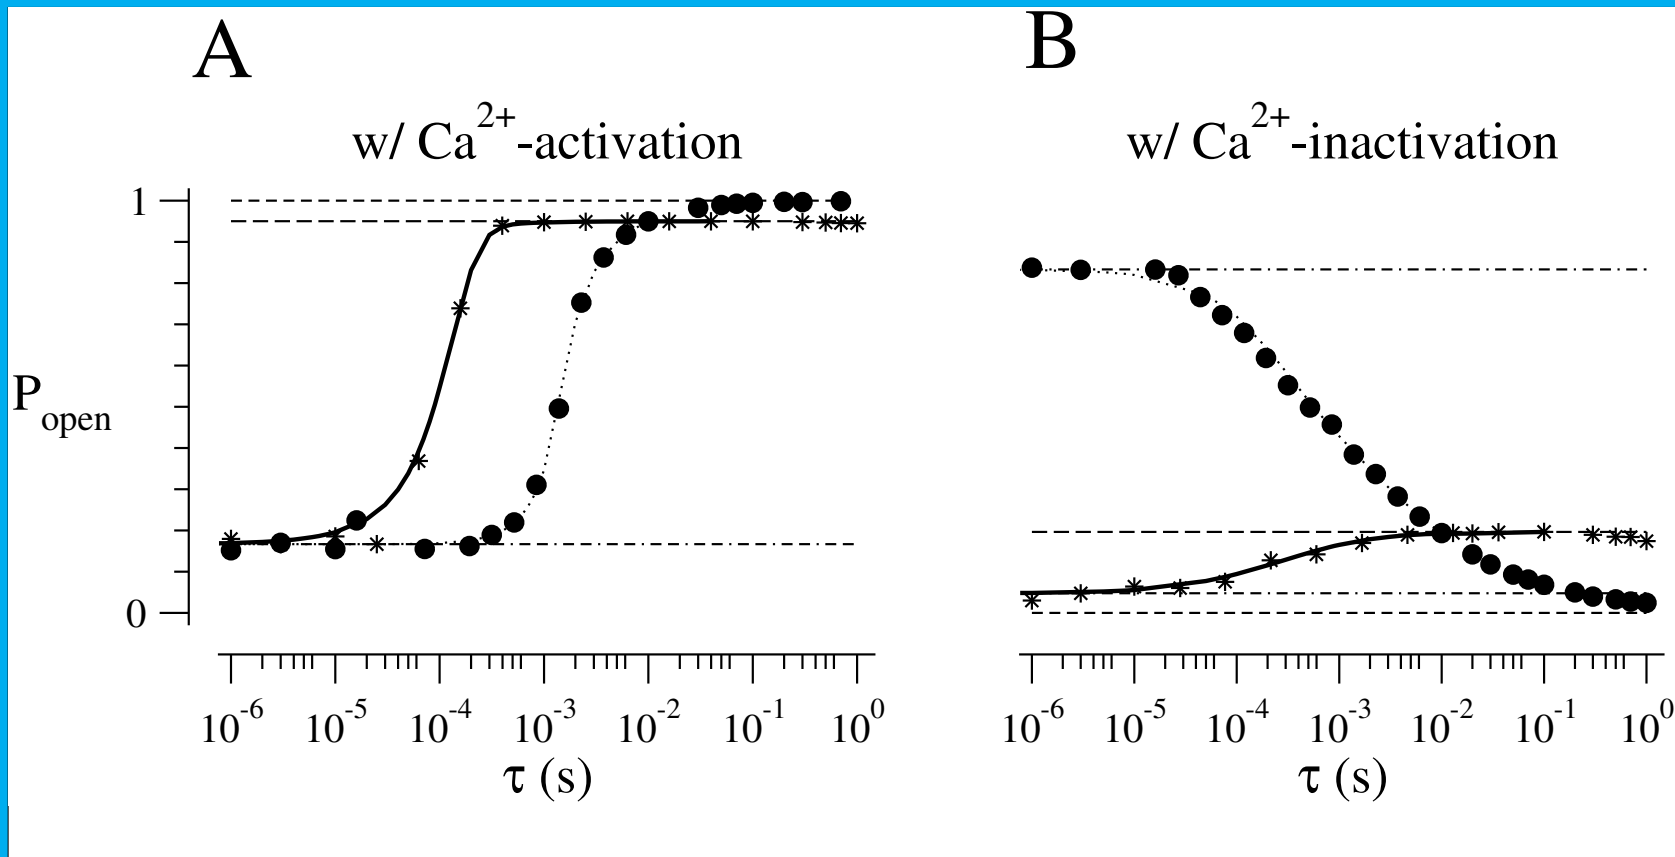 A B
w/ Ca²⁺-activation w/ Ca²⁺-inactivation
1
P_open
0
10⁻⁶ 10⁻⁵ 10⁻⁴ 10⁻³ 10⁻² 10⁻¹ 10⁰ 10⁻⁶ 10⁻⁵ 10⁻⁴ 10⁻³ 10⁻² 10⁻¹ 10⁰
τ (s) τ (s)